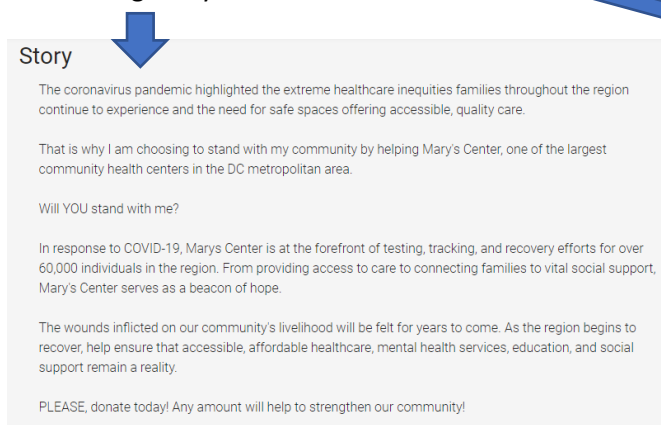 Story
The coronavirus pandemic highlighted the extreme healthcare inequities families throughout the region
continue to experience and the need for safe spaces offering accessible, quality care.
That is why I am choosing to stand with my community by helping Mary's Center, one of the largest
community health centers in the DC metropolitan area.
Will YOU stand with me?
In response to COVID-19, Marys Center is at the forefront of testing, tracking, and recovery efforts for over
60,000 individuals in the region. From providing access to care to connecting families to vital social support,
Mary's Center serves as a beacon of hope.
The wounds inflicted on our community's livelihood will be felt for years to come. As the region begins to
recover, help ensure that accessible, affordable healthcare, mental health services, education, and social
support remain a reality.
PLEASE, donate today! Any amount will help to strengthen our community!